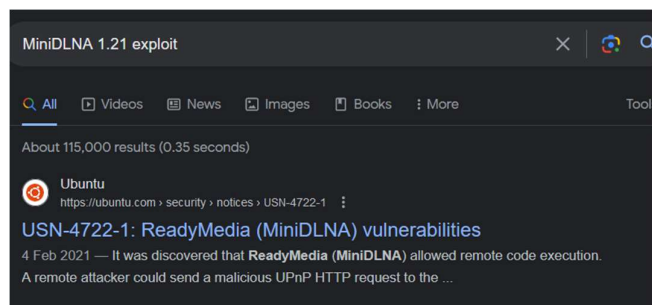 MiniDLNA 1.21 exploit
All Videos News Images Books More Tool
About 115,000 results (0.35 seconds)
Ubuntu
https://ubuntu.com › security › notices › USN-4722-1
USN-4722-1: ReadyMedia (MiniDLNA) vulnerabilities
4 Feb 2021 — It was discovered that ReadyMedia (MiniDLNA) allowed remote code execution.
A remote attacker could send a malicious UPnP HTTP request to the ...